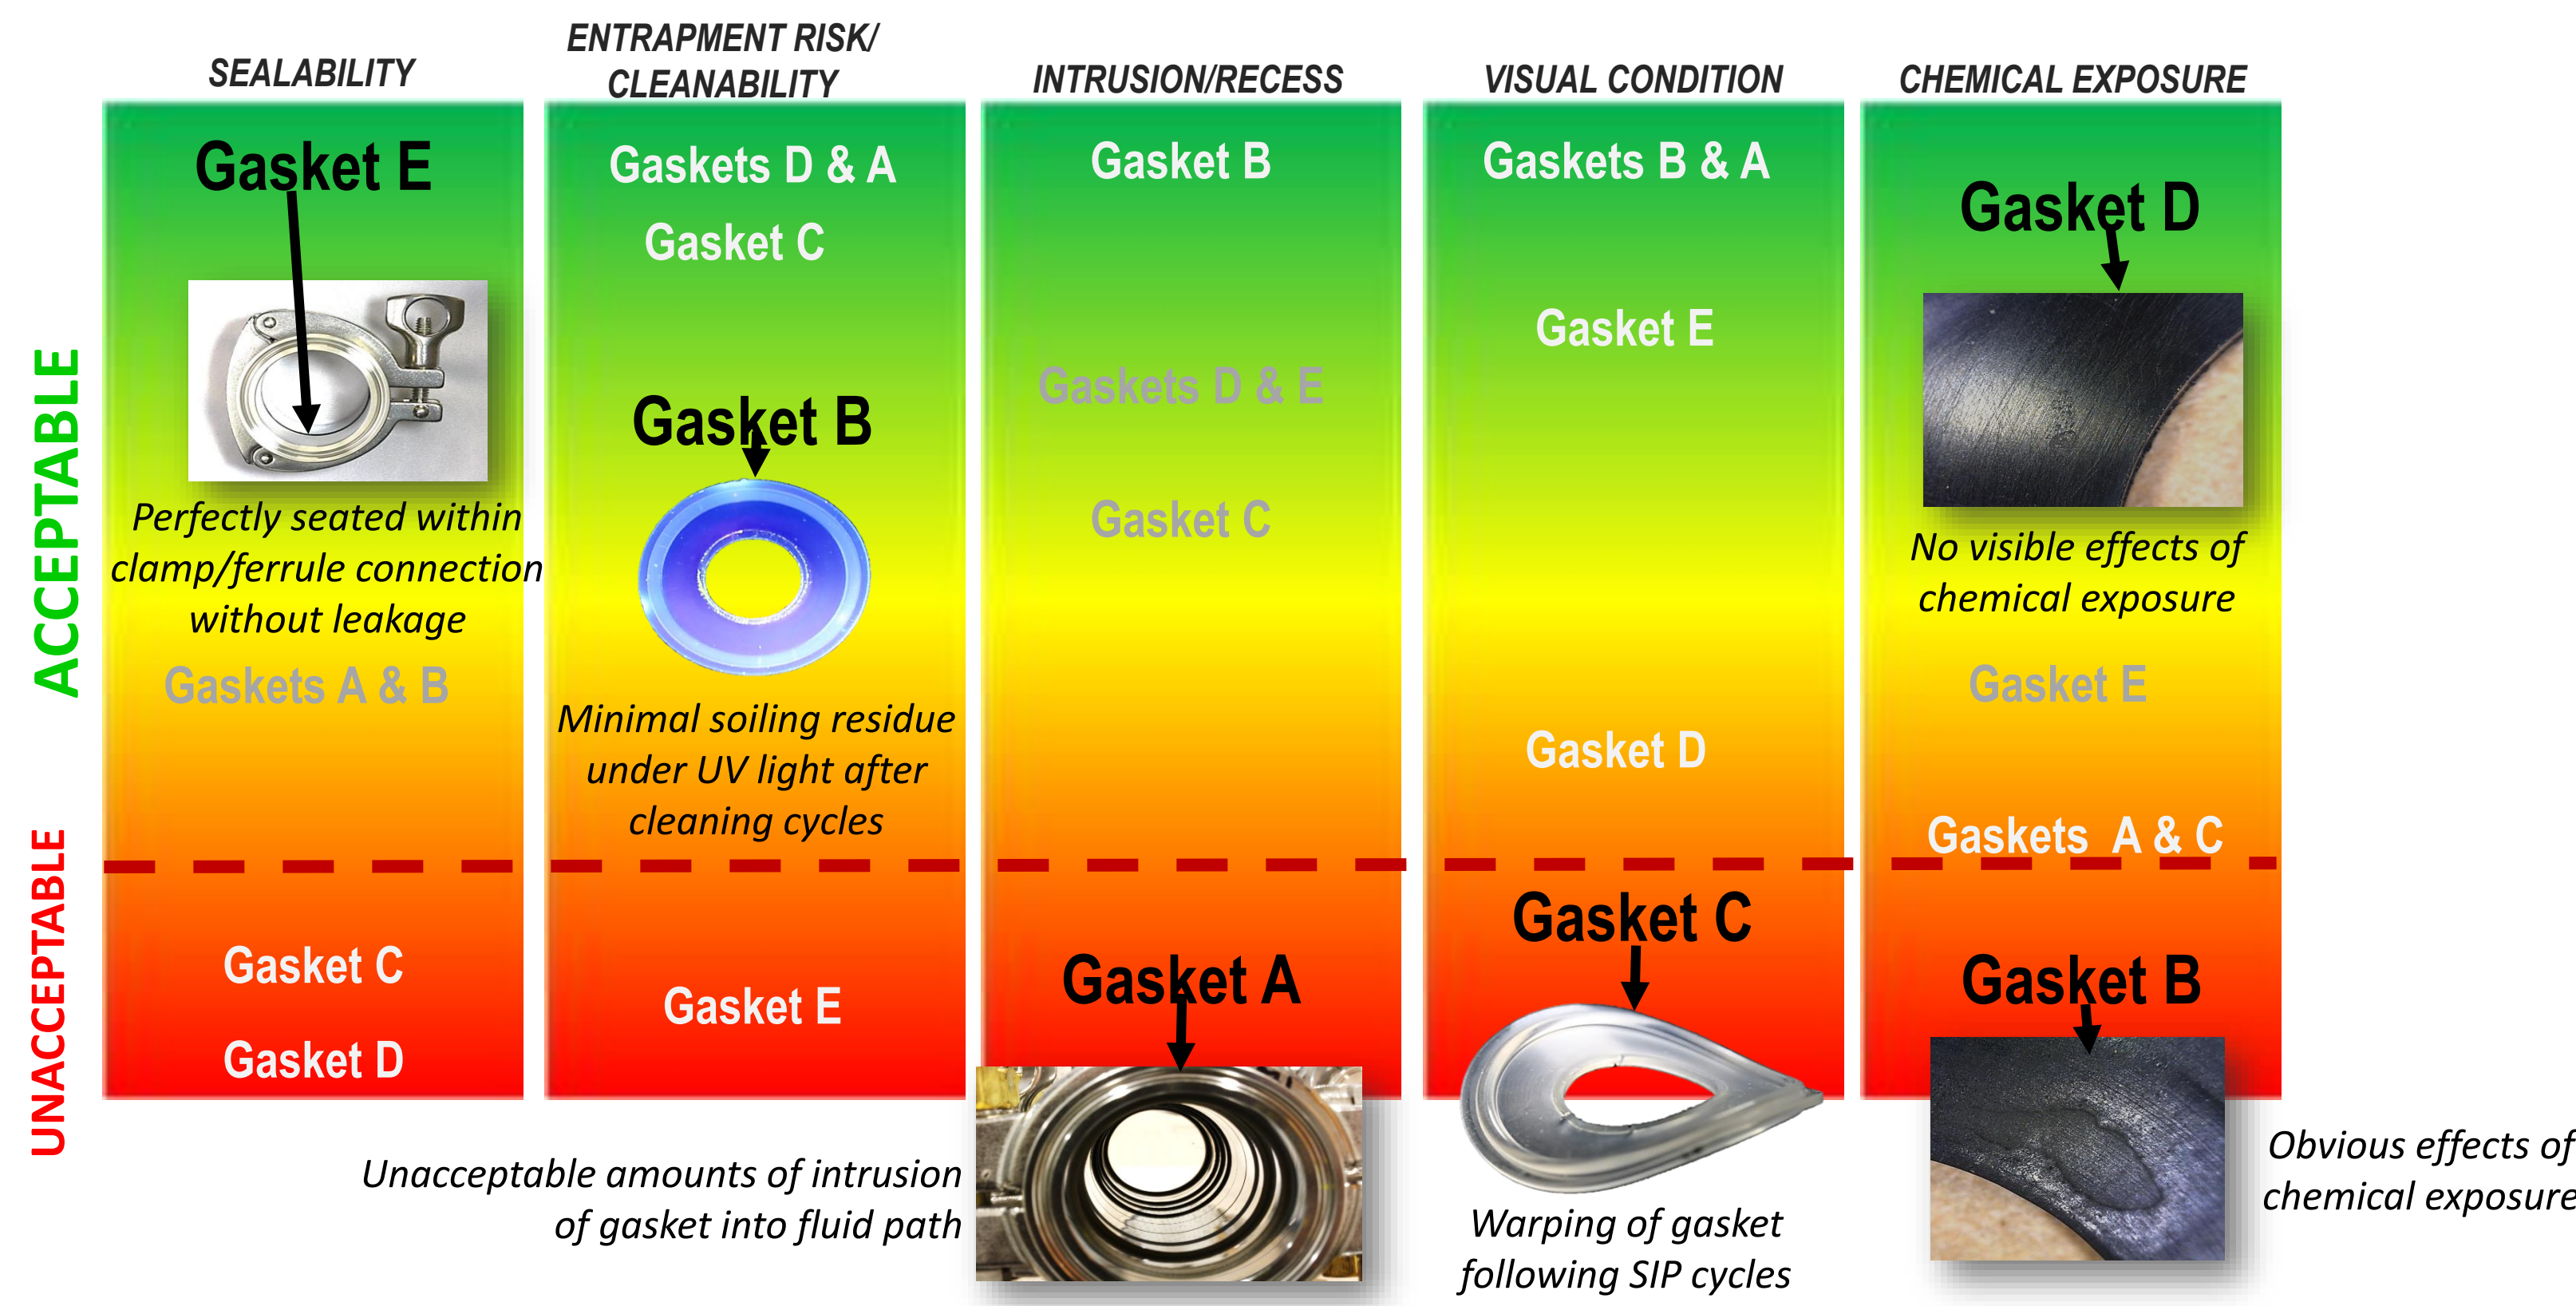 SEALABILITY
ENTRAPMENT RISK/
CLEANABILITY
INTRUSION/RECESS
VISUAL CONDITION
CHEMICAL EXPOSURE
ACCEPTABLE
UNACCEPTABLE
Gasket E
Perfectly seated within
clamp/ferrule connection
without leakage
Gaskets A & B
Gasket C
Gasket D
Gaskets D & A
Gasket C
Gasket B
Minimal soiling residue
under UV light after
cleaning cycles
Gasket E
Gasket B
Gaskets D & E
Gasket C
Gasket A
Unacceptable amounts of intrusion
of gasket into fluid path
Gaskets B & A
Gasket E
Gasket D
Gasket C
Warping of gasket
following SIP cycles
Gasket D
No visible effects of
chemical exposure
Gasket E
Gaskets A & C
Gasket B
Obvious effects of
chemical exposure